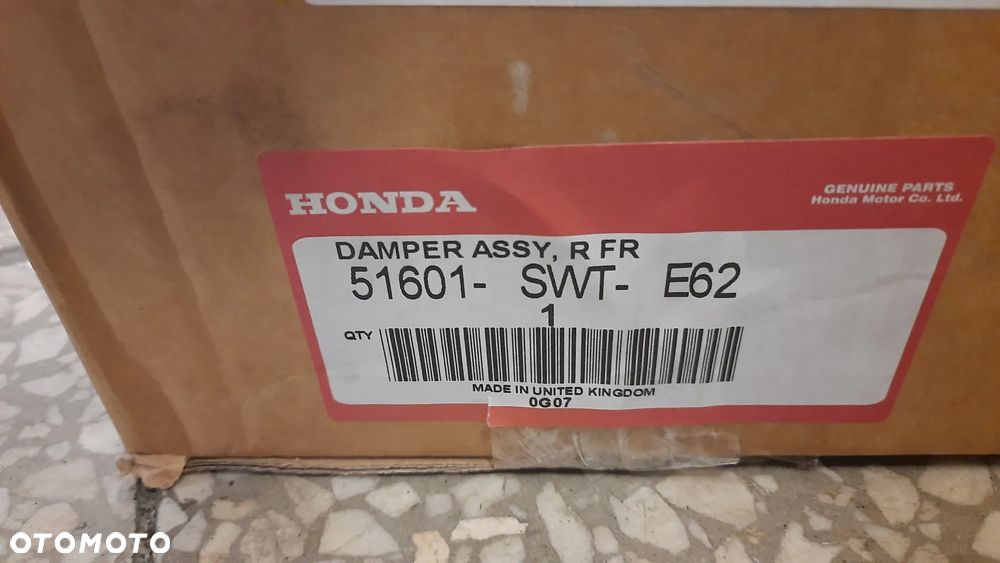 HONDA
GENUINE PARTS
Honda Motor Co. Ltd.
DAMPER ASSY, R FR
51601- SWT- E62
1
QTY
MADE IN UNITED KINGDOM
0G07
OTOMOTO